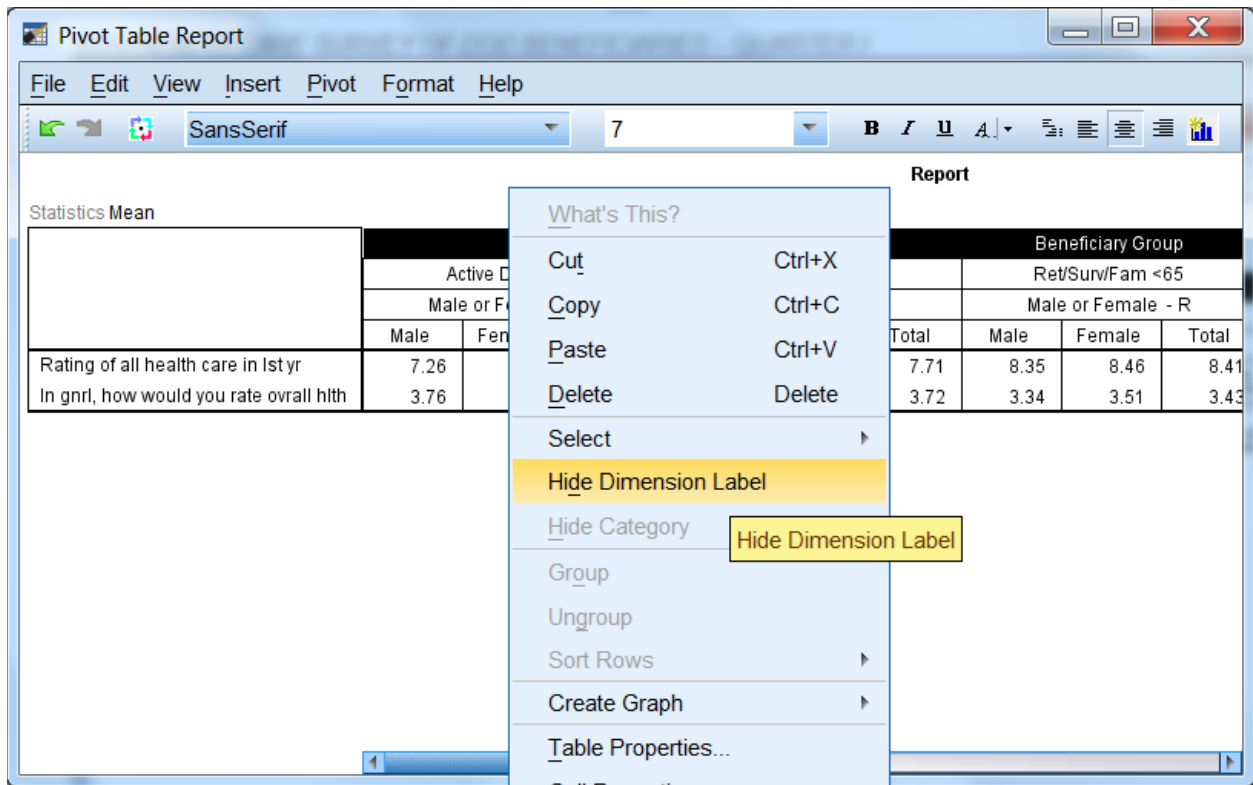 Pivot Table Report
File Edit View Insert Pivot Format Help
SansSerif 7 B I U A
Report
Statistics Mean
Beneficiary Group
Active Ret/Surv/Fam <65
Male or Male or Female - R
Male Total Male Female Total
Rating of all health care in lst yr 7.26 7.71 8.35 8.46 8.41
In gnrl, how would you rate ovrall hlth 3.76 3.72 3.34 3.51 3.43
What's This?
Cut Ctrl+X
Copy Ctrl+C
Paste Ctrl+V
Delete Delete
Select
Hide Dimension Label
Hide Category
Hide Dimension Label
Group
Ungroup
Sort Rows
Create Graph
Table Properties...